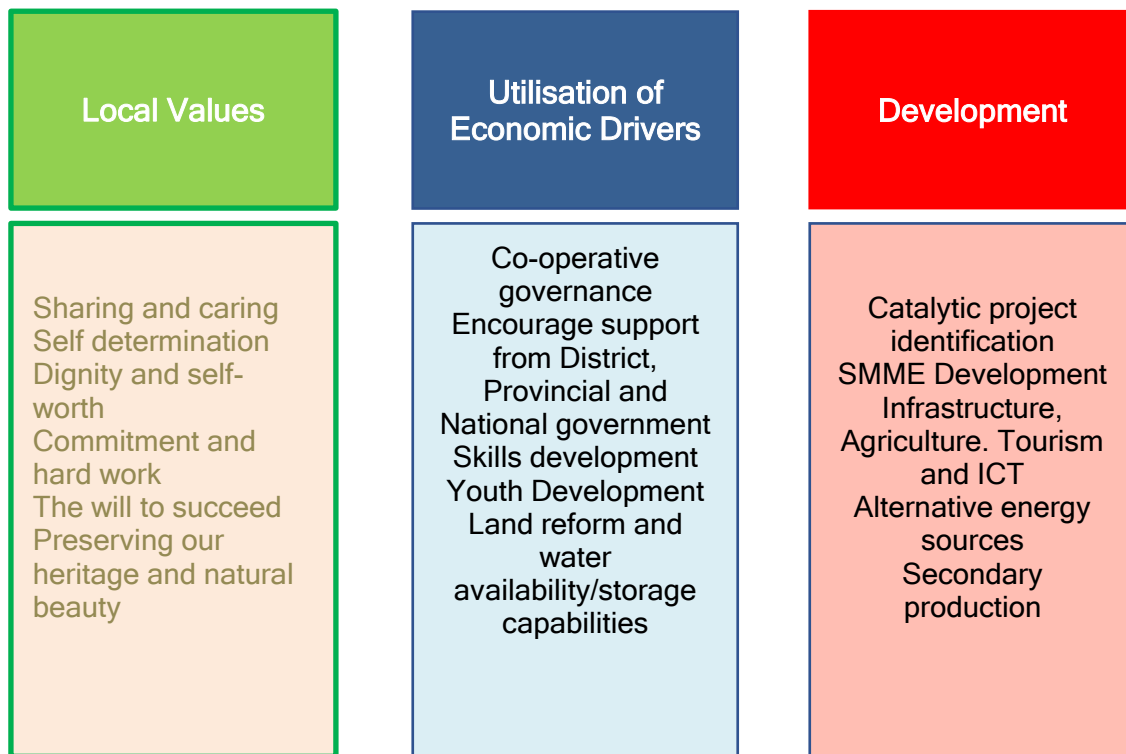 Local Values
Sharing and caring
Self determination
Dignity and self-
worth
Commitment and
hard work
The will to succeed
Preserving our
heritage and natural
beauty
Utilisation of
Economic Drivers
Co-operative
governance
Encourage support
from District,
Provincial and
National government
Skills development
Youth Development
Land reform and
water
availability/storage
capabilities
Development
Catalytic project
identification
SMME Development
Infrastructure,
Agriculture. Tourism
and ICT
Alternative energy
sources
Secondary
production